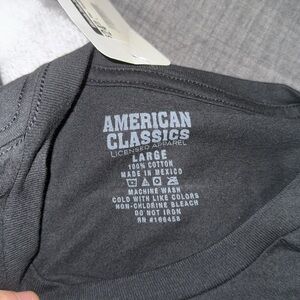 AMERICAN
CLASSICS
LICENSED APPAREL
LARGE
100% COTTON
MADE IN MEXICO
MACHINE WASH
COLD WITH LIKE COLORS
NON-CHLORINE BLEACH
DO NOT IRON
RN #166458